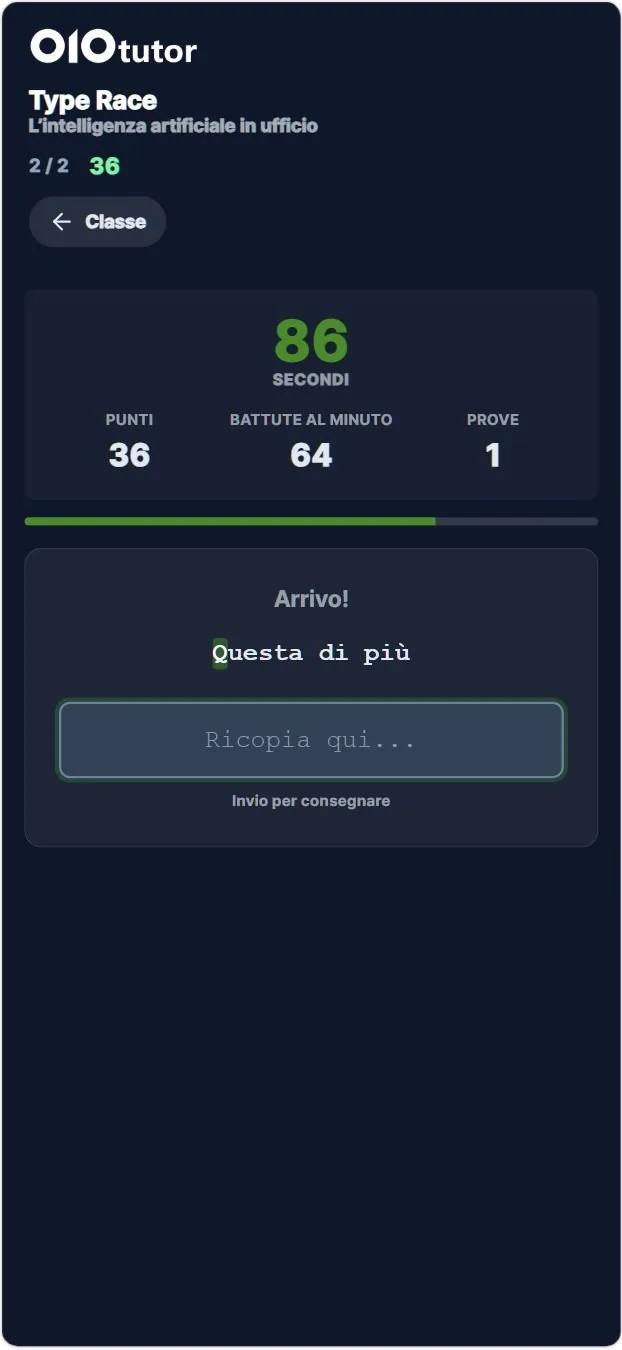 OIOtutor
Type Race
L'intelligenza artificiale in ufficio
2 / 2 36
← Classe
86
SECONDI
PUNTI BATTUTE AL MINUTO PROVE
36 64 1
Arrivo!
Questa di più
Ricopia qui...
Invio per consegnare